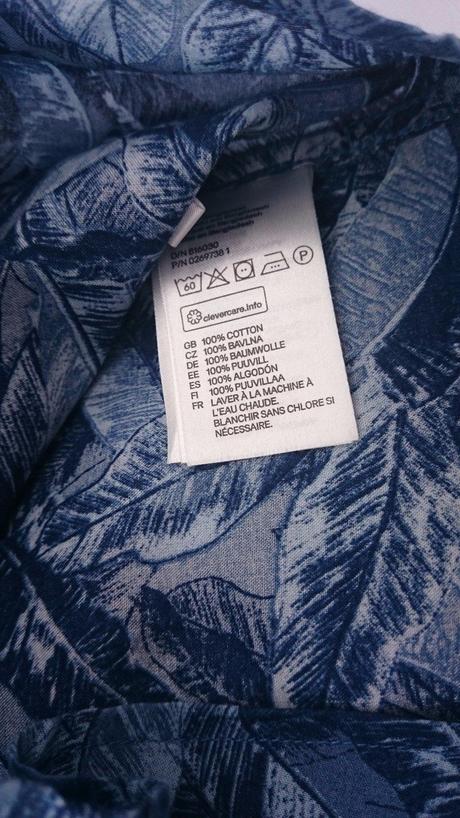 Bangladesh
O/N 816030
P/N 0269738 1
60 P
clevercare.info
GB 100% COTTON
CZ 100% BAVLNA
DE 100% BAUMWOLLE
EE 100% PUUVILL
ES 100% ALGODÓN
FI 100% PUUVILLAA
FR LAVER À LA MACHINE À
L'EAU CHAUDE.
BLANCHIR SANS CHLORE SI
NÉCESSAIRE.